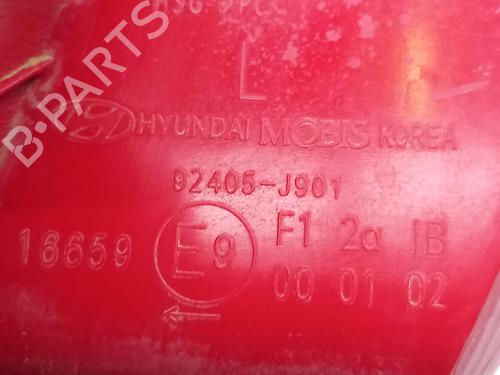 L
HYUNDAI MOBIS KOREA
92405-J901
16659 E9 F1 2a IB
00 01 02
B-PARTS